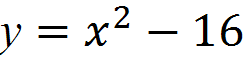 y = x² − 16